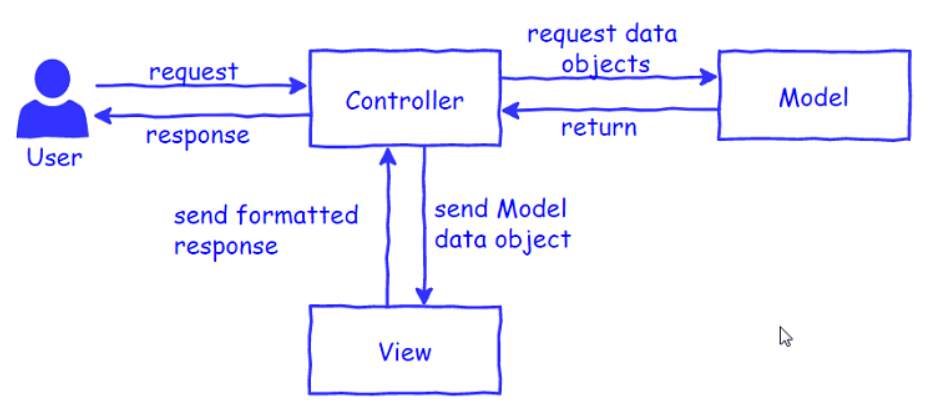 request data
objects
request
Controller
Model
response
return
User
send formatted
response
send Model
data object
View